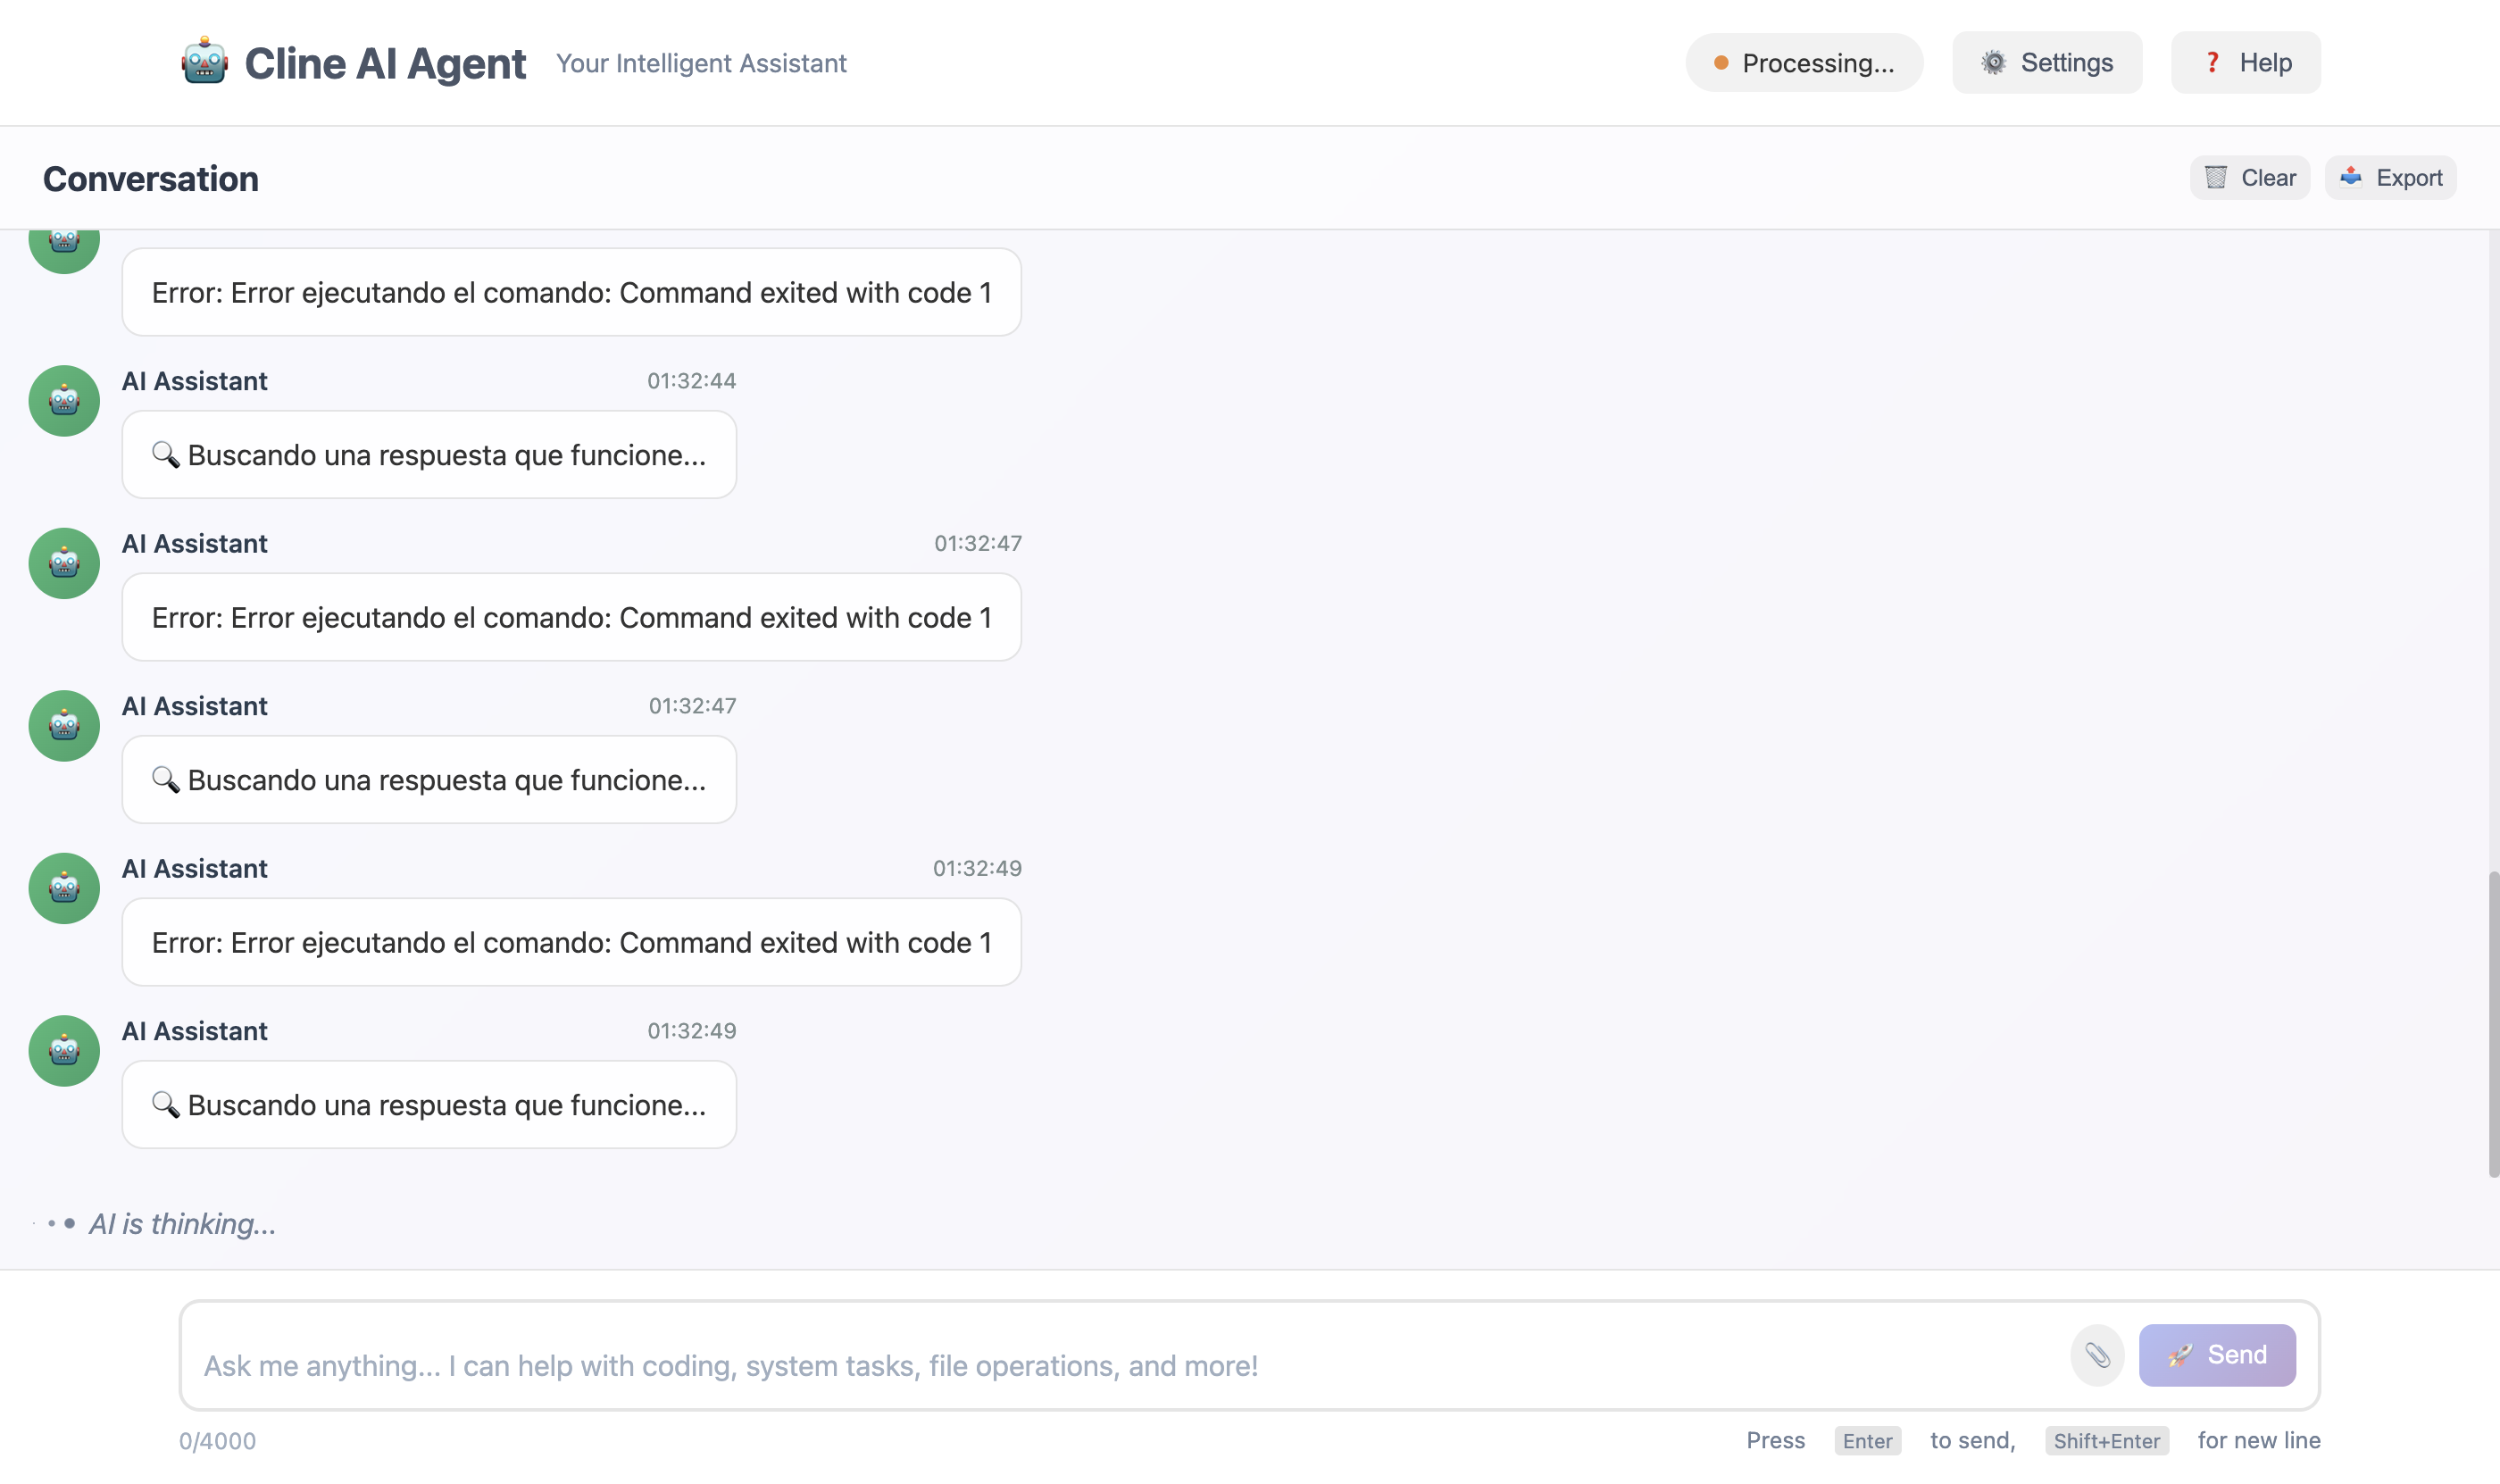 Cline AI Agent
Your Intelligent Assistant
Processing...
Settings
Help
Conversation
Clear
Export
Error: Error ejecutando el comando: Command exited with code 1
AI Assistant 01:32:44
Buscando una respuesta que funcione...
AI Assistant 01:32:47
Error: Error ejecutando el comando: Command exited with code 1
AI Assistant 01:32:47
Buscando una respuesta que funcione...
AI Assistant 01:32:49
Error: Error ejecutando el comando: Command exited with code 1
AI Assistant 01:32:49
Buscando una respuesta que funcione...
AI is thinking...
Ask me anything... I can help with coding, system tasks, file operations, and more!
Send
0/4000
Press Enter to send, Shift+Enter for new line